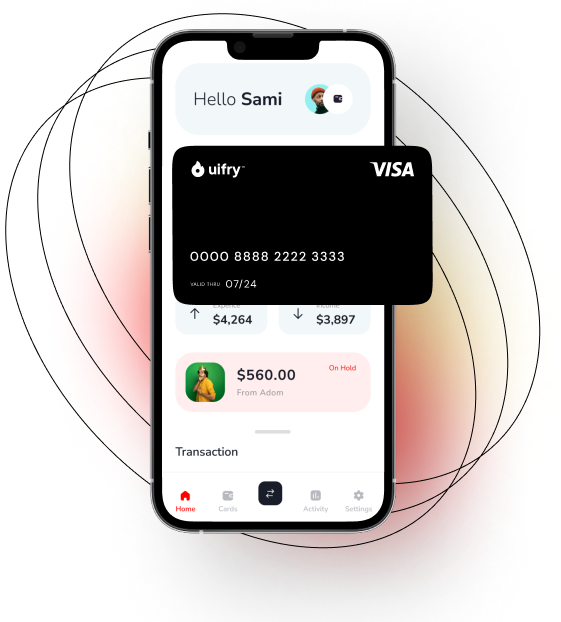 Hello Sami
uifry™
VISA
0000 8888 2222 3333
VALID THRU 07/24
Expence
Income
$4,264
$3,897
$560.00
On Hold
From Adom
Transaction
Home
Cards
Activity
Settings